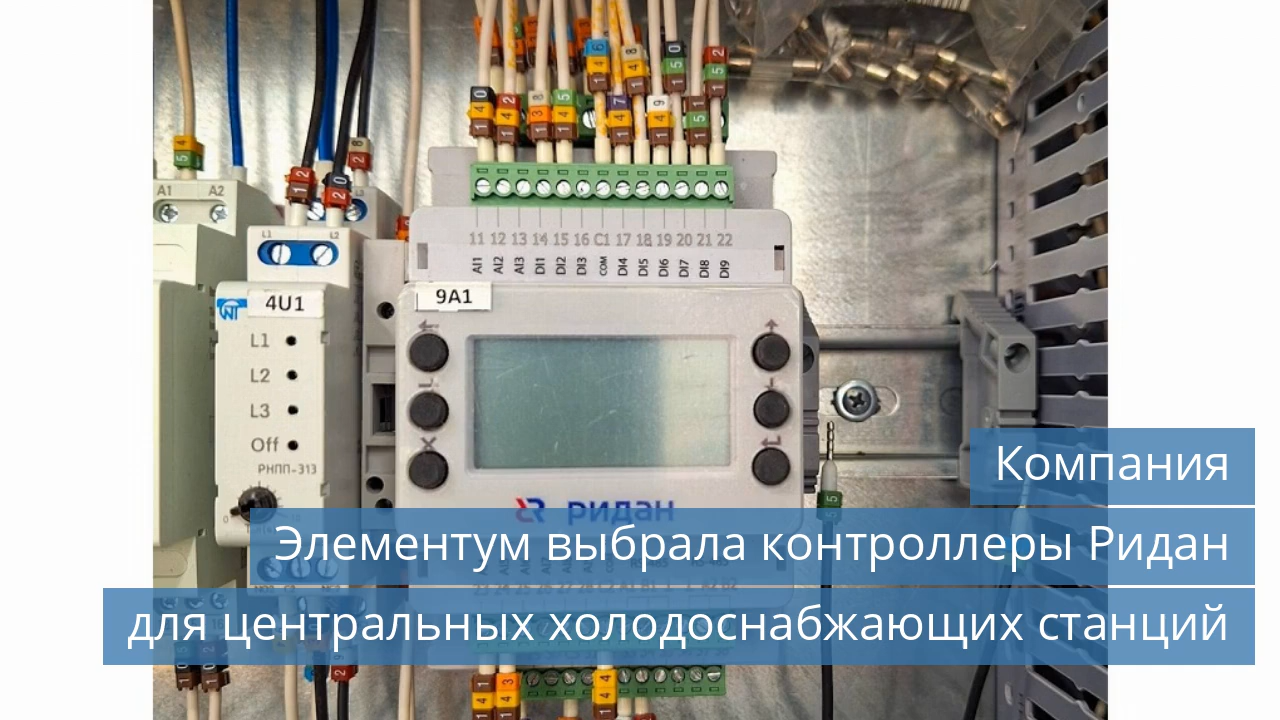 A1 A2
L1 L2
4U1
L1
L2
L3
Off
РНПП-313
11 12 13 14 15 16 C1 17 18 19 20 21 22
AI1 AI2 AI3 DI1 DI2 DI3 COM DI4 DI5 DI6 DI7 DI8 DI9
9A1
ридан
Компания
Элементум выбрала контроллеры Ридан
для центральных холодоснабжающих станций